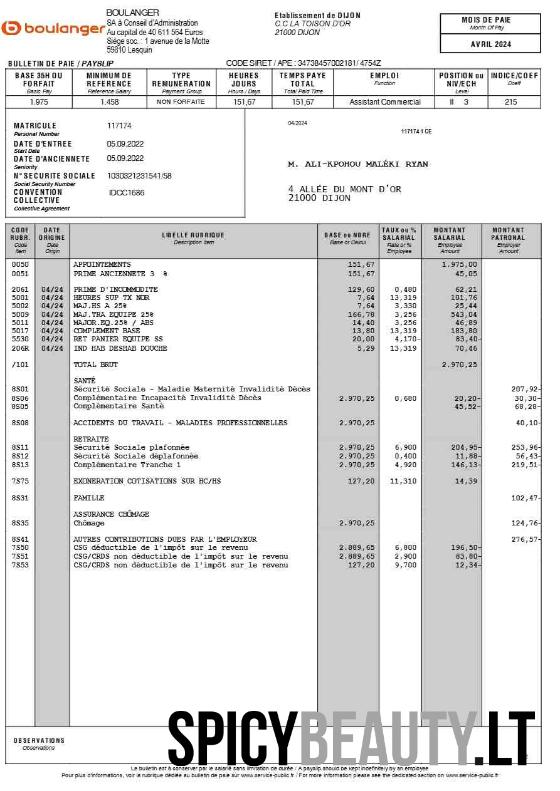 boulanger
BOULANGER
SA à Conseil d'Administration
Au capital de 40 611 564 Euros
Siège soc. : 1 avenue de la Motte
59810 Lesquin
Etablissement de DIJON
C.C LA TOISON D'OR
21000 DIJON
MOIS DE PAIE
Month Of Pay
AVRIL 2024
BULLETIN DE PAIE / PAYSLIP
CODE SIRET / APE : 34738457002181/ 4754Z
BASE 35H OU FORFAIT Basic Pay
MINIMUM DE REFERENCE Reference Salary
TYPE REMUNERATION Payment Group
HEURES JOURS Hours / Days
TEMPS PAYE TOTAL Total Paid Time
EMPLOI Function
POSITION ou NIV/ECH Level
INDICE/COEF Coeff
1.975 1.458 NON FORFAITE 151,67 151,67 Assistant Commercial II 3 215
MATRICULE 117174
Personal Number
DATE D'ENTREE 05.09.2022
Start Date
DATE D'ANCIENNETE 05.09.2022
Seniority
N°SECURITE SOCIALE 1030321231541/58
Social Security Number
CONVENTION COLLECTIVE IDCC1686
Collective Agreement
04/2024
117174 1 CE
M. ALI-KPOHOU MALÉKI RYAN
4 ALLÉE DU MONT D'OR
21000 DIJON
CODE RUBR. Code Item
DATE ORIGINE Date Origin
LIBELLE RUBRIQUE Description Item
BASE ou NBRE Base or Datou
TAUX ou % SALARIAL Rate or % Employee
MONTANT SALARIAL Employee Amount
MONTANT PATRONAL Employer Amount
0050 APPOINTEMENTS 151,67 1.975,00
0051 PRIME ANCIENNETE 3 % 151,67 45,05
2061 04/24 PRIME D'INCOMMODITE 129,60 0,480 62,21
5001 04/24 HEURES SUP TX NOR 7,64 13,319 101,76
5002 04/24 MAJ.HS A 25% 7,64 3,330 25,44
5009 04/24 MAJ.TRA EQUIPE 25% 166,78 3,256 543,04
5011 04/24 MAJOR.EQ.25% / ABS 14,40 3,256 46,89
5017 04/24 COMPLEMENT BASE 13,80 13,319 183,80
5530 04/24 RET PANIER EQUIPE SS 20,00 4,170- 83,40-
206R 04/24 IND HAB DESHAB DOUCHE 5,29 13,319 70,46
/101 TOTAL BRUT 2.970,25
SANTÉ
8S01 Sécurité Sociale - Maladie Maternité Invalidité Décès 207,92-
8S06 Complémentaire Incapacité Invalidité Décès 2.970,25 0,680 20,20- 30,30-
8S05 Complémentaire Santé 45,52- 68,28-
8S08 ACCIDENTS DU TRAVAIL - MALADIES PROFESSIONNELLES 2.970,25 40,10-
RETRAITE
8S11 Sécurité Sociale plafonnée 2.970,25 6,900 204,95- 253,96-
8S12 Sécurité Sociale déplafonnée 2.970,25 0,400 11,88- 56,43-
8S13 Complémentaire Tranche 1 2.970,25 4,920 146,13- 219,51-
7S75 EXONERATION COTISATIONS SUR HC/HS 127,20 11,310 14,39
8S31 FAMILLE 102,47-
ASSURANCE CHÔMAGE
8S35 Chômage 2.970,25 124,76-
8S41 AUTRES CONTRIBUTIONS DUES PAR L'EMPLOYEUR 276,57-
7S50 CSG déductible de l'impôt sur le revenu 2.889,65 6,800 196,50-
7S51 CSG/CRDS non déductible de l'impôt sur le revenu 2.889,65 2,900 83,80-
7S53 CSG/CRDS non déductible de l'impôt sur le revenu 127,20 9,700 12,34-
SPICYBEAUTY.LT
OBSERVATIONS
Observations
Le bulletin est à conserver par le salarié sans limitation de durée / A payslip should be kept indefinitely by an employee
Pour plus d'informations, voir la rubrique dédiée au bulletin de paie sur www.service-public.fr / For more information please see the dedicated section on www.service-public.fr